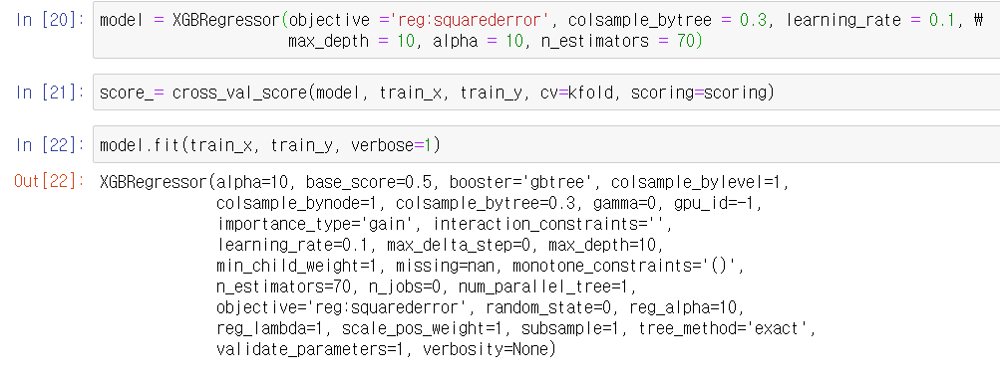 In [20]: model = XGBRegressor(objective ='reg:squarederror', colsample_bytree = 0.3, learning_rate = 0.1, ₩
max_depth = 10, alpha = 10, n_estimators = 70)
In [21]: score_= cross_val_score(model, train_x, train_y, cv=kfold, scoring=scoring)
In [22]: model.fit(train_x, train_y, verbose=1)
Out[22]: XGBRegressor(alpha=10, base_score=0.5, booster='gbtree', colsample_bylevel=1,
colsample_bynode=1, colsample_bytree=0.3, gamma=0, gpu_id=-1,
importance_type='gain', interaction_constraints='',
learning_rate=0.1, max_delta_step=0, max_depth=10,
min_child_weight=1, missing=nan, monotone_constraints='()',
n_estimators=70, n_jobs=0, num_parallel_tree=1,
objective='reg:squarederror', random_state=0, reg_alpha=10,
reg_lambda=1, scale_pos_weight=1, subsample=1, tree_method='exact',
validate_parameters=1, verbosity=None)